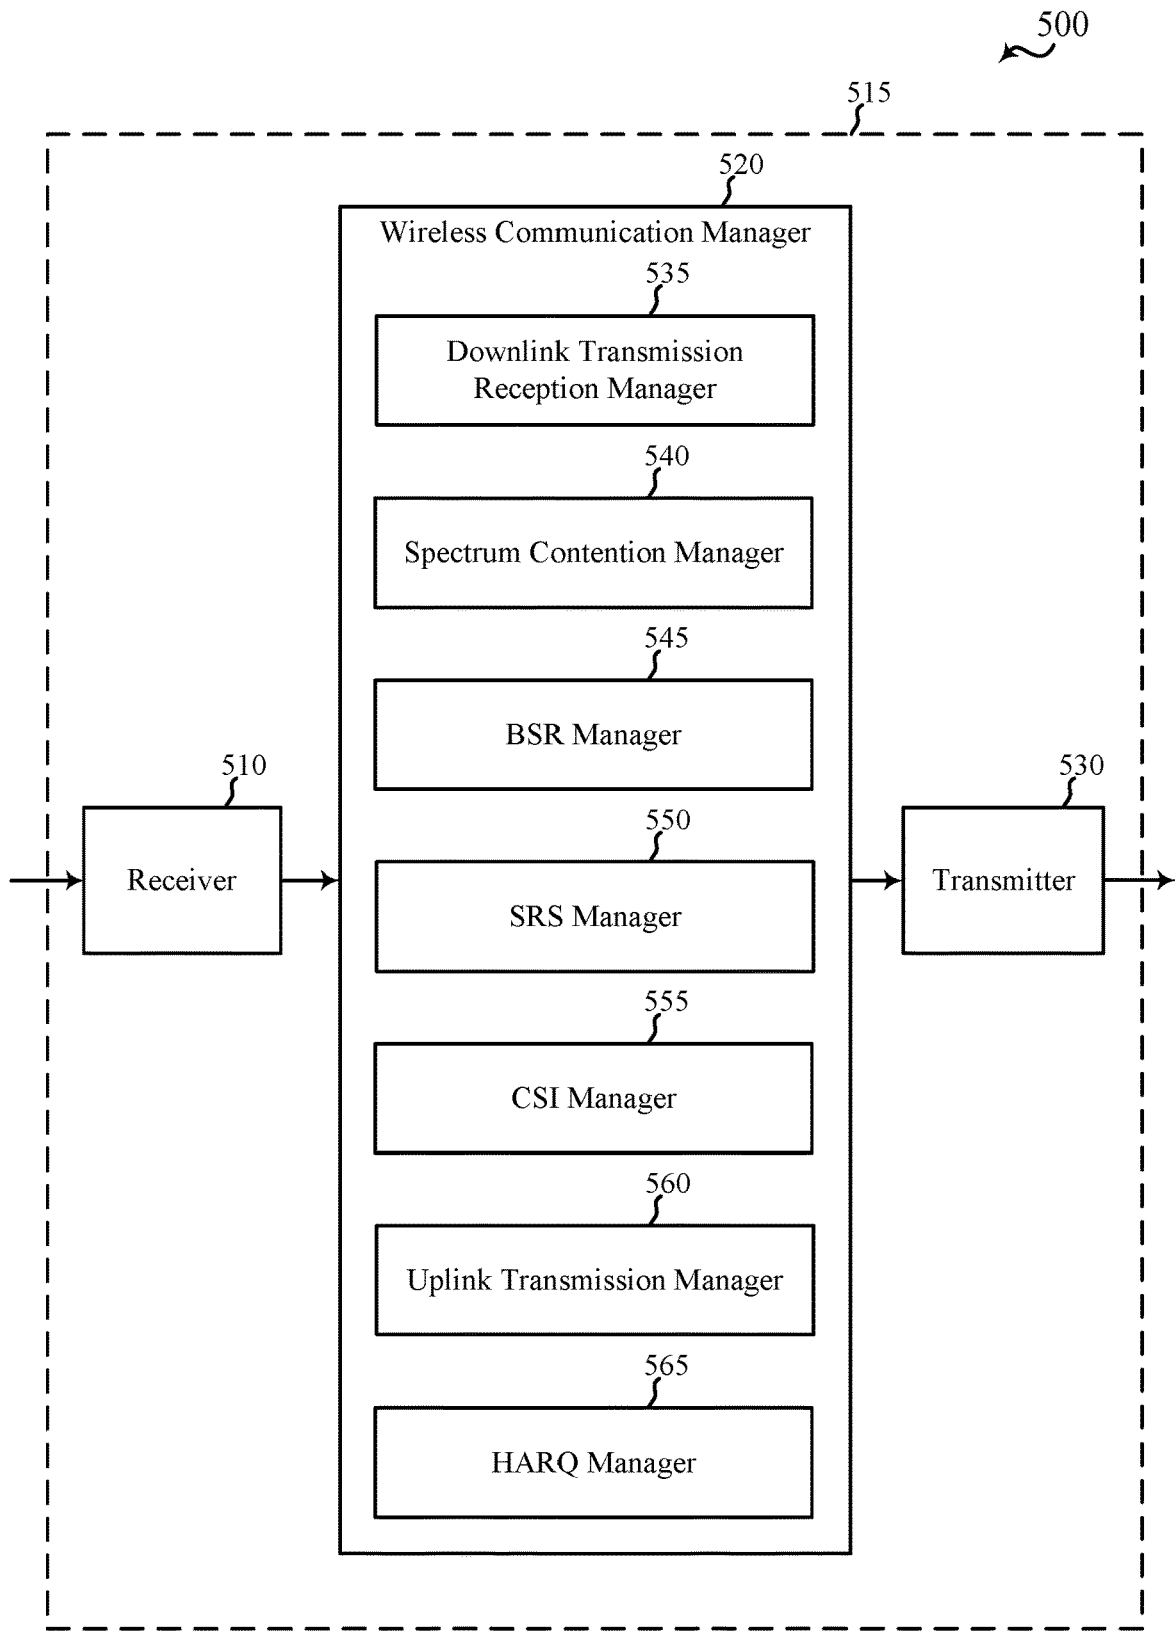 500
515
520
Wireless Communication Manager
535
Downlink Transmission
Reception Manager
540
Spectrum Contention Manager
545
BSR Manager
510
Receiver
550
SRS Manager
530
Transmitter
555
CSI Manager
560
Uplink Transmission Manager
565
HARQ Manager